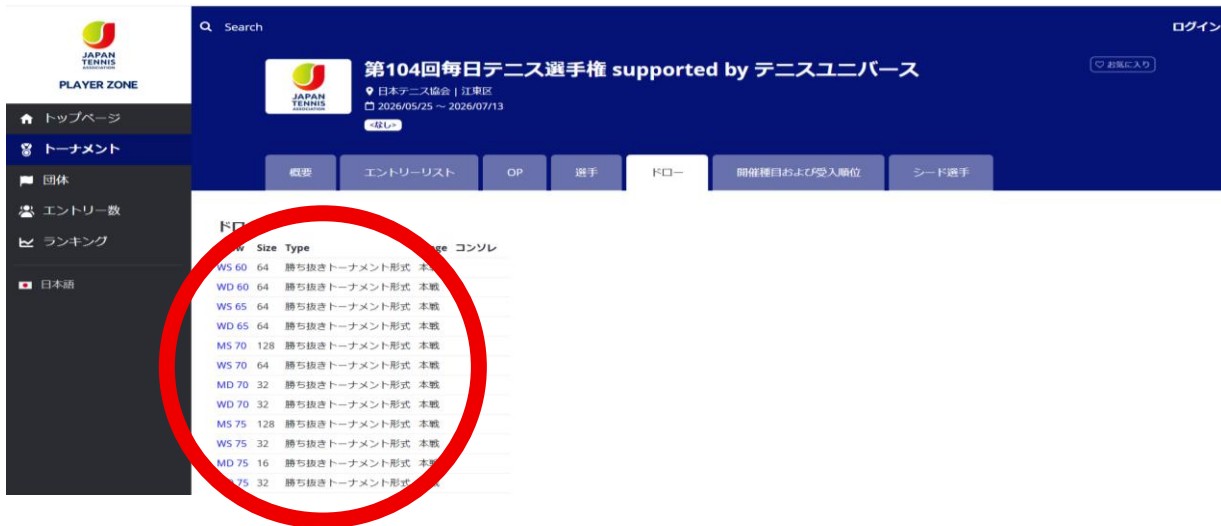 JAPAN
TENNIS
ASSOCIATION
PLAYER ZONE
トップページ
トーナメント
団体
エントリー数
ランキング
日本語
Search
ログイン
JAPAN
TENNIS
ASSOCIATION
第104回毎日テニス選手権 supported by テニスユニバース
日本テニス協会 | 江東区
2026/05/25 ～ 2026/07/13
<なし>
お気に入り
概要 エントリーリスト OP 選手 ドロー 開催種目および受入順位 シード選手
Size Type コンソレ
WS 60 64 勝ち抜きトーナメント形式 本戦
WD 60 64 勝ち抜きトーナメント形式 本戦
WS 65 64 勝ち抜きトーナメント形式 本戦
WD 65 64 勝ち抜きトーナメント形式 本戦
MS 70 128 勝ち抜きトーナメント形式 本戦
WS 70 64 勝ち抜きトーナメント形式 本戦
MD 70 32 勝ち抜きトーナメント形式 本戦
WD 70 32 勝ち抜きトーナメント形式 本戦
MS 75 128 勝ち抜きトーナメント形式 本戦
WS 75 32 勝ち抜きトーナメント形式 本戦
MD 75 16 勝ち抜きトーナメント形式 本戦
75 32 勝ち抜きトーナメント形式 本戦